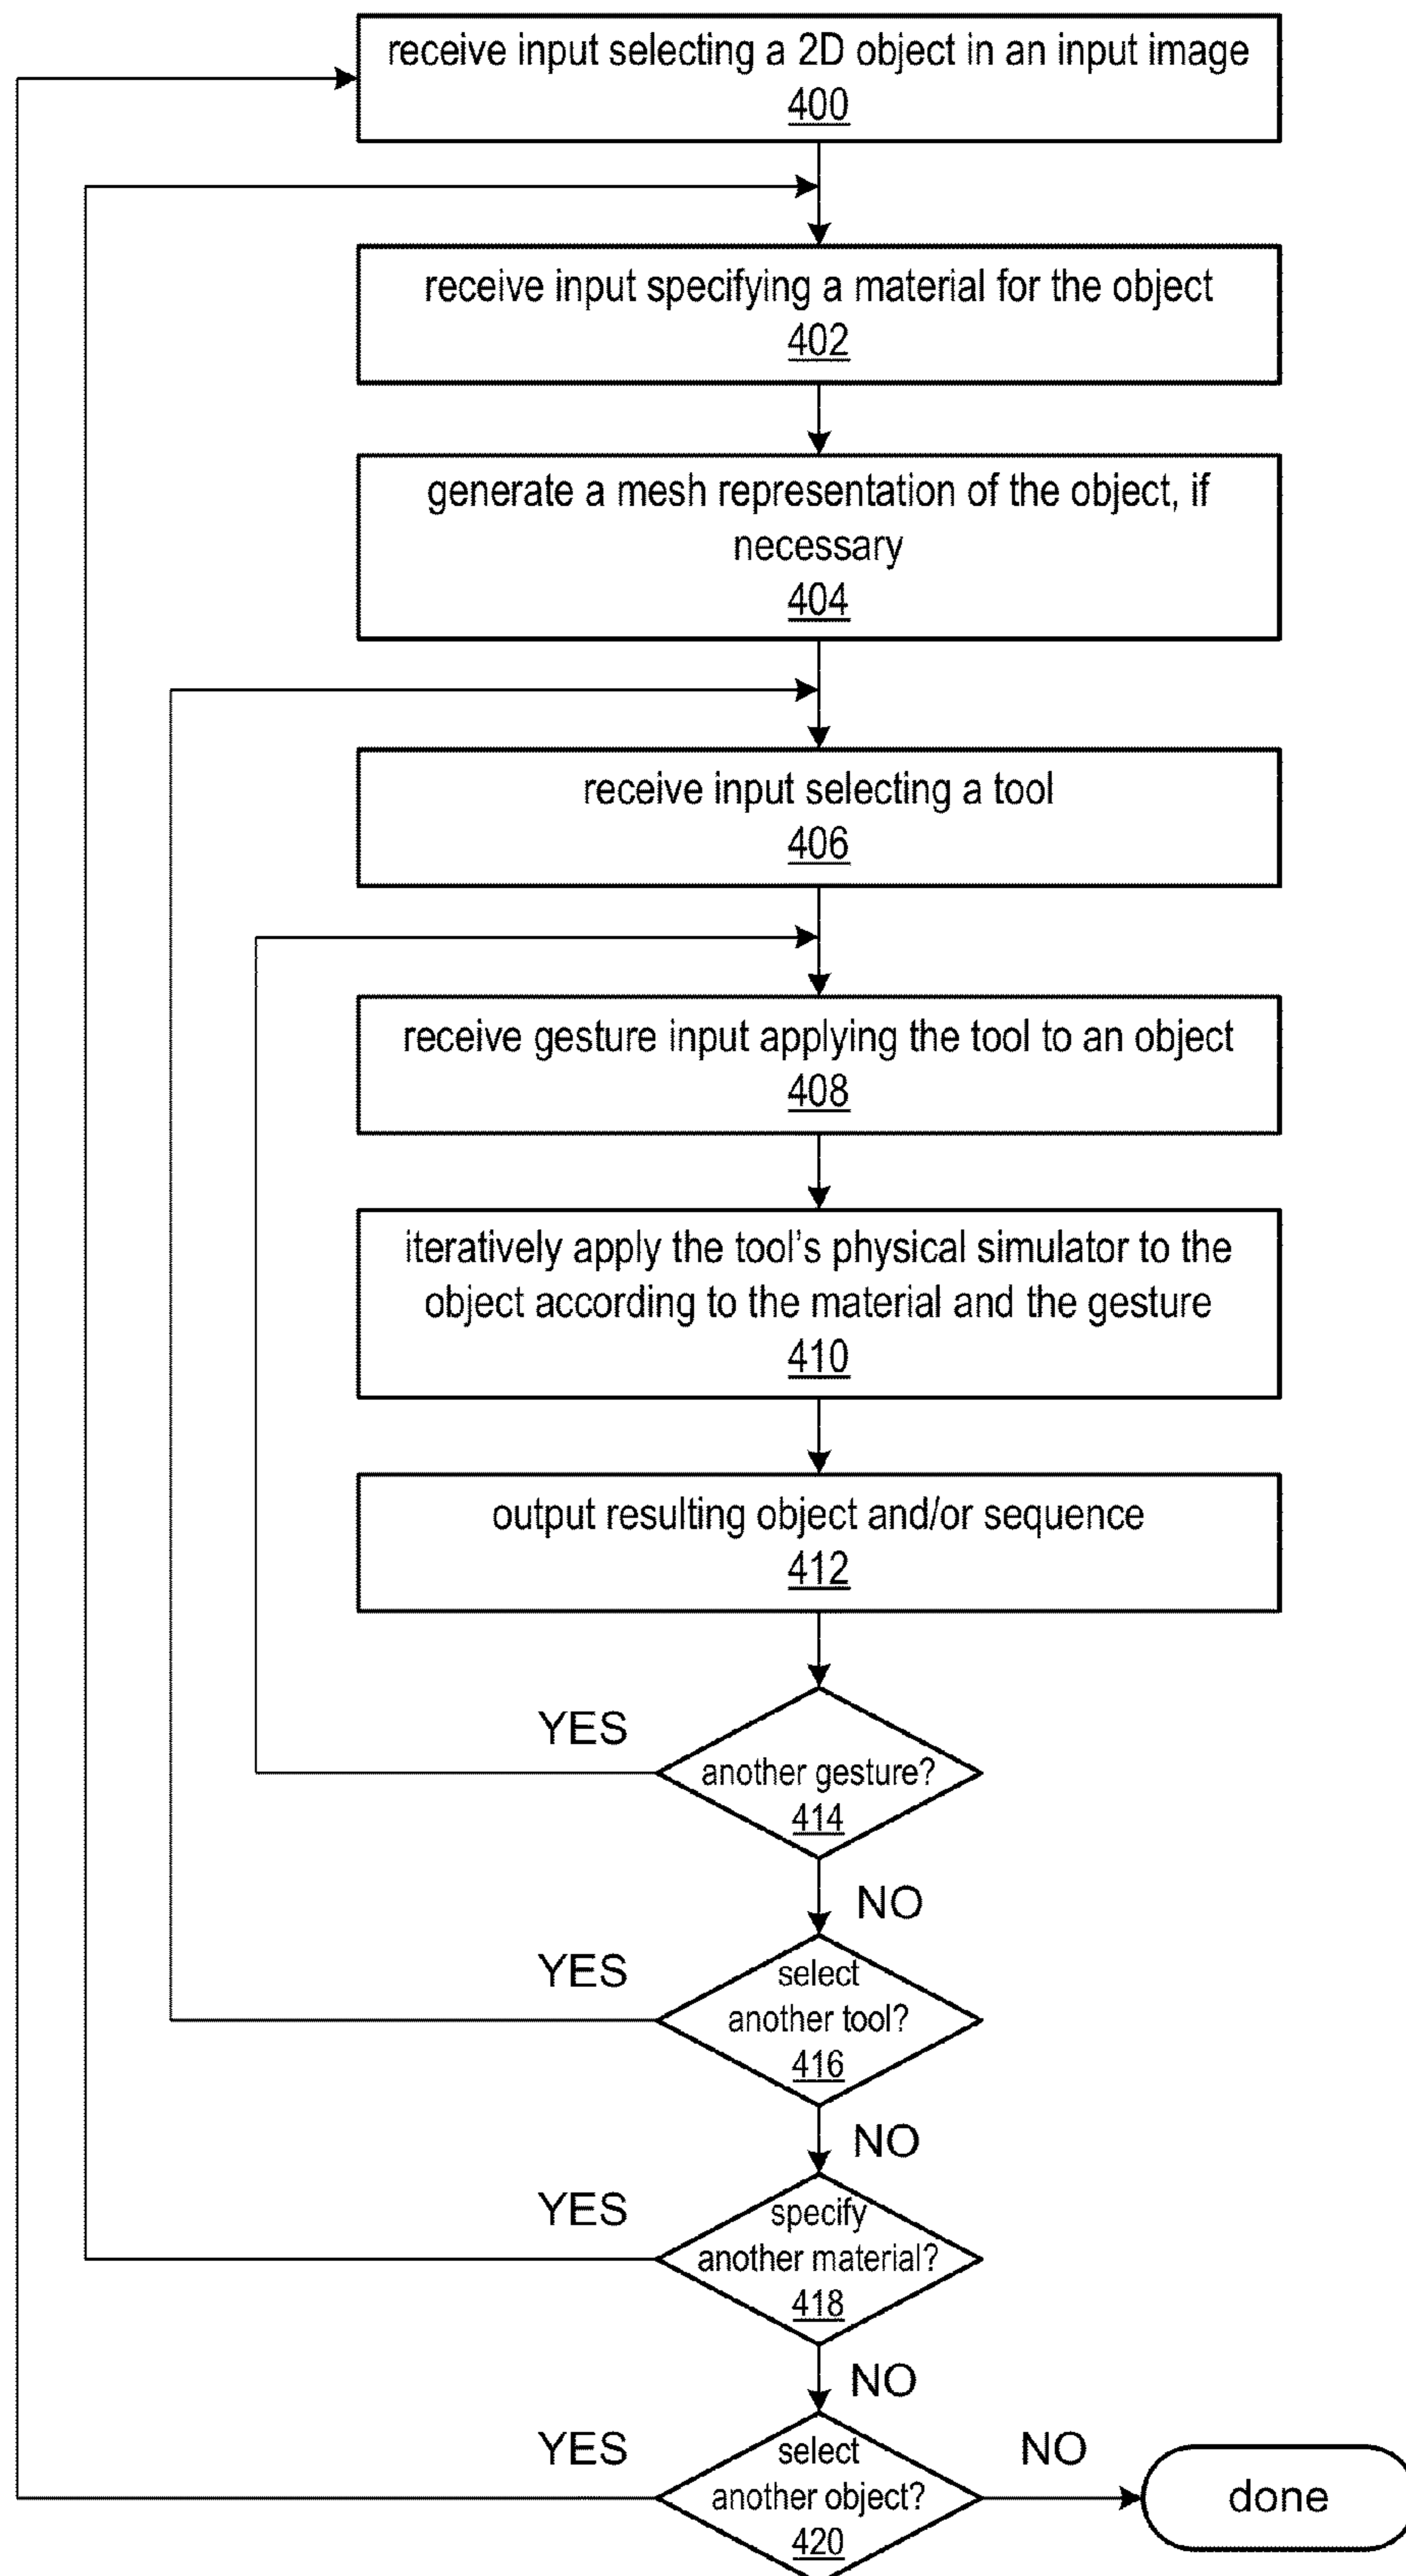 receive input selecting a 2D object in an input image
400
receive input specifying a material for the object
402
generate a mesh representation of the object, if
necessary
404
receive input selecting a tool
406
receive gesture input applying the tool to an object
408
iteratively apply the tool's physical simulator to the
object according to the material and the gesture
410
output resulting object and/or sequence
412
YES
another gesture?
414
NO
YES
select
another tool?
416
NO
YES
specify
another material?
418
NO
YES
select
another object?
420
NO
done